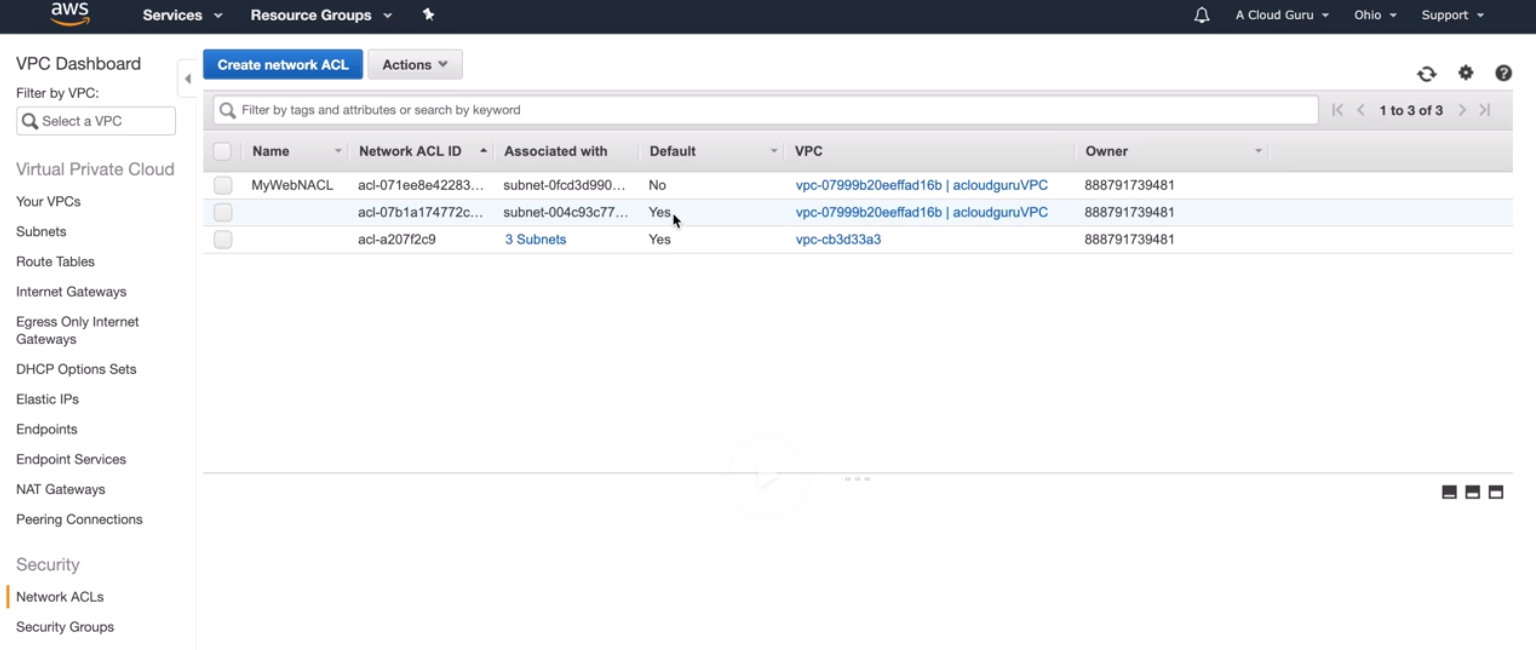 aws Services Resource Groups A Cloud Guru Ohio Support
VPC Dashboard
Filter by VPC:
Select a VPC
Virtual Private Cloud
Your VPCs
Subnets
Route Tables
Internet Gateways
Egress Only Internet
Gateways
DHCP Options Sets
Elastic IPs
Endpoints
Endpoint Services
NAT Gateways
Peering Connections
Security
Network ACLs
Security Groups
Create network ACL Actions
Filter by tags and attributes or search by keyword 1 to 3 of 3
Name Network ACL ID Associated with Default VPC Owner
MyWebNACL acl-071ee8e42283... subnet-0fcd3d990... No vpc-07999b20eeffad16b | acloudguruVPC 888791739481
acl-07b1a174772c... subnet-004c93c77... Yes vpc-07999b20eeffad16b | acloudguruVPC 888791739481
acl-a207f2c9 3 Subnets Yes vpc-cb3d33a3 888791739481